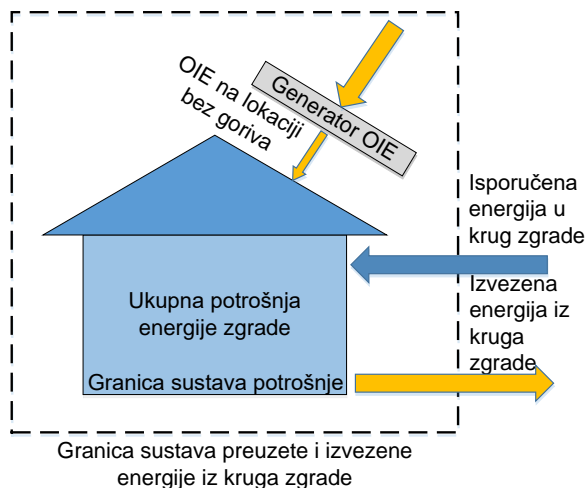 OIE na lokaciji
bez goriva
Generator OIE
Isporučena
energija u
krug zgrade
Ukupna potrošnja
energije zgrade
Izvezena
energija iz
kruga
zgrade
Granica sustava potrošnje
Granica sustava preuzete i izvezene
energije iz kruga zgrade